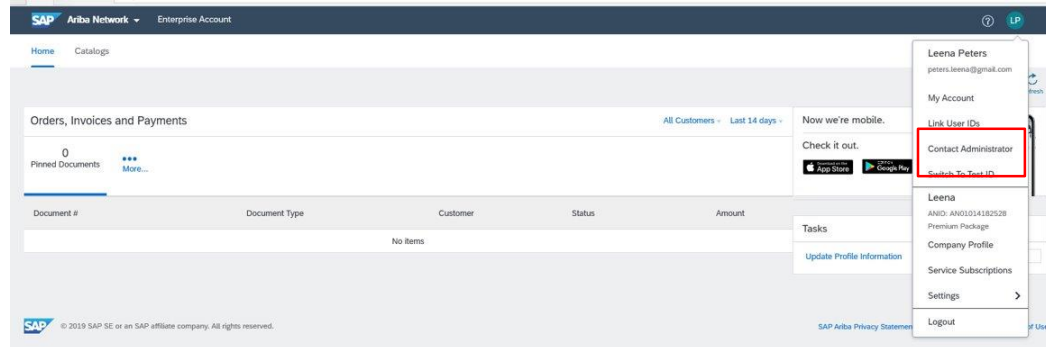 SAP Ariba Network Enterprise Account
LP
Home Catalogs
Leena Peters
peters.leena@gmail.com
My Account
Link User IDs
Contact Administrator
Switch To Test ID
Leena
ANID: AN01014182528
Premium Package
Company Profile
Service Subscriptions
Settings
Logout
Orders, Invoices and Payments
All Customers Last 14 days
0
Pinned Documents
More...
Document # Document Type Customer Status Amount
No items
Now we're mobile.
Check it out.
App Store Google Play
Tasks
Update Profile Information
SAP © 2019 SAP SE or an SAP affiliate company. All rights reserved.
SAP Ariba Privacy Statemen